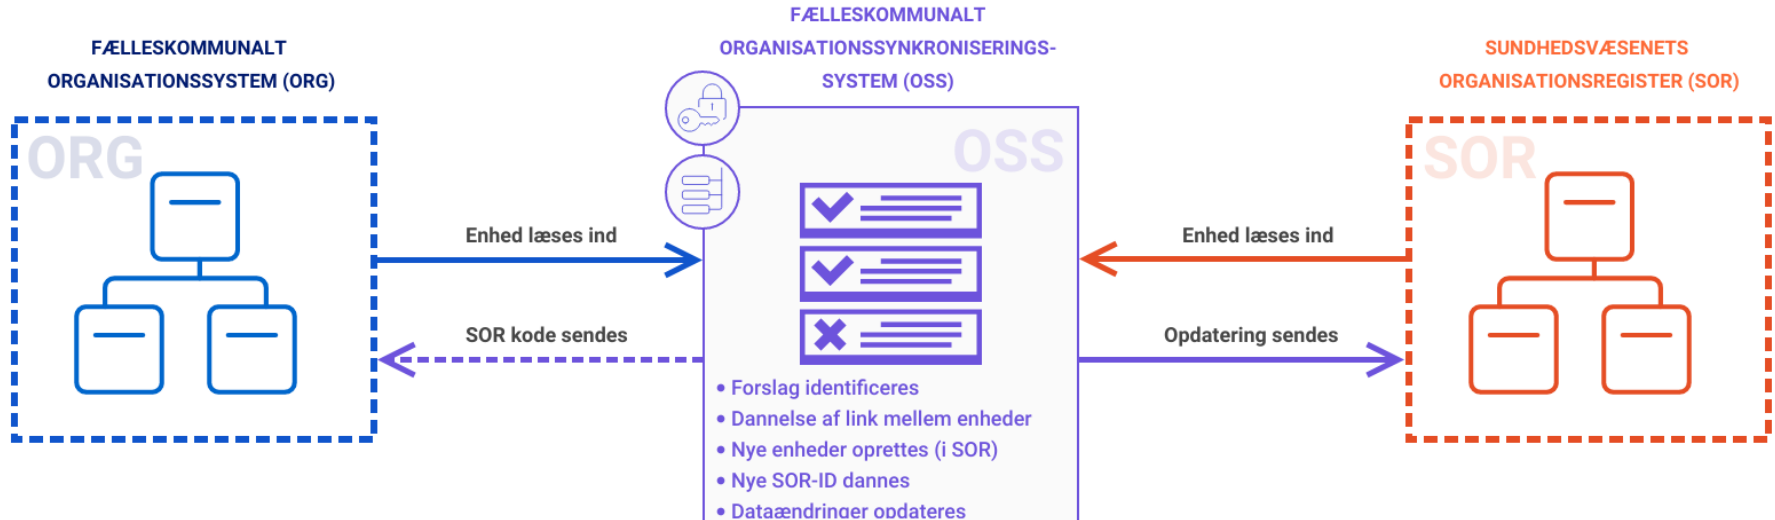 FÆLLESKOMMUNALT
ORGANISATIONSSYSTEM (ORG)
ORG
Enhed læses ind
SOR kode sendes
FÆLLESKOMMUNALT
ORGANISATIONSSYNKRONISERINGS-
SYSTEM (OSS)
OSS
• Forslag identificeres
• Dannelse af link mellem enheder
• Nye enheder oprettes (i SOR)
• Nye SOR-ID dannes
• Dataændringer opdateres
Enhed læses ind
Opdatering sendes
SUNDHEDSVÆSENETS
ORGANISATIONSREGISTER (SOR)
SOR